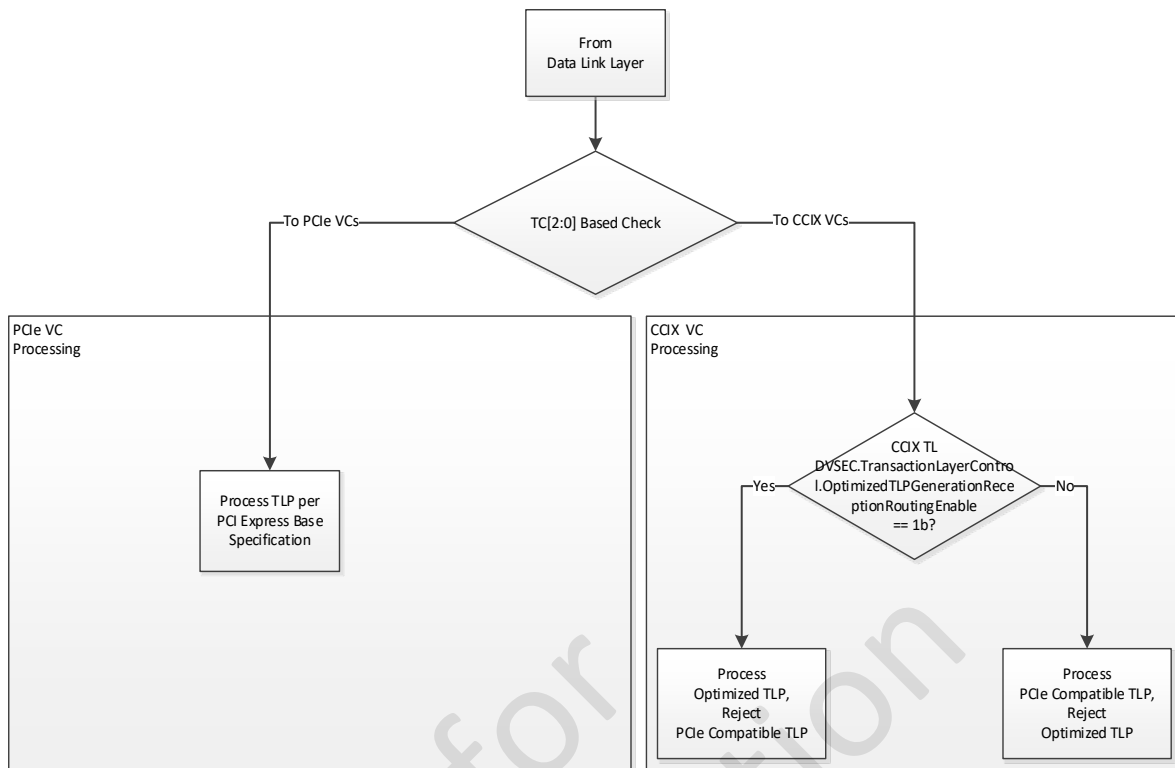 From
Data Link Layer
TC[2:0] Based Check
To PCIe VCs
To CCIX VCs
PCIe VC
Processing
CCIX VC
Processing
Process TLP per
PCI Express Base
Specification
CCIX TL
DVSEC.TransactionLayerContro
l.OptimizedTLPGenerationRece
ptionRoutingEnable
== 1b?
Yes
No
Process
Optimized TLP,
Reject
PCIe Compatible TLP
Process
PCIe Compatible TLP,
Reject
Optimized TLP
for